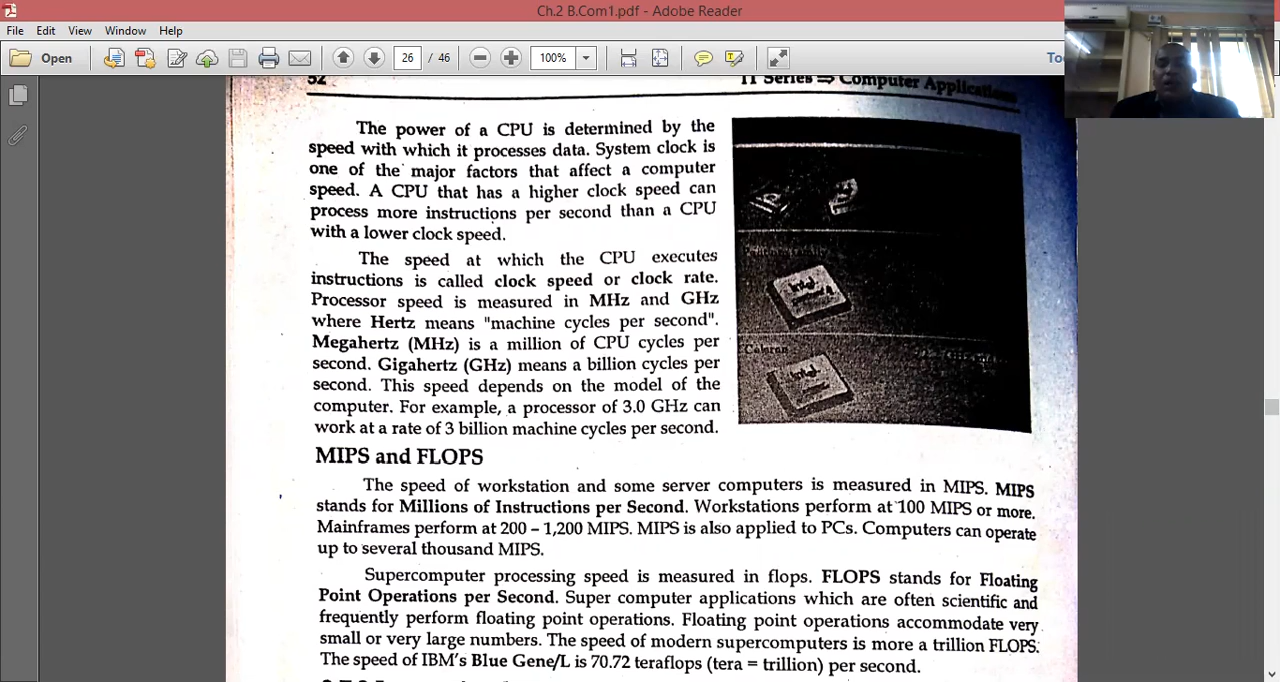 Ch.2 B.Com1.pdf - Adobe Reader
File Edit View Window Help
Open 26 / 46 100%
52 IT Series ⇒ Computer Applications
The power of a CPU is determined by the
speed with which it processes data. System clock is
one of the major factors that affect a computer
speed. A CPU that has a higher clock speed can
process more instructions per second than a CPU
with a lower clock speed.
The speed at which the CPU executes
instructions is called clock speed or clock rate.
Processor speed is measured in MHz and GHz
where Hertz means "machine cycles per second".
Megahertz (MHz) is a million of CPU cycles per
second. Gigahertz (GHz) means a billion cycles per
second. This speed depends on the model of the
computer. For example, a processor of 3.0 GHz can
work at a rate of 3 billion machine cycles per second.
intel
Celeron
intel
MIPS and FLOPS
The speed of workstation and some server computers is measured in MIPS. MIPS
stands for Millions of Instructions per Second. Workstations perform at 100 MIPS or more.
Mainframes perform at 200 – 1,200 MIPS. MIPS is also applied to PCs. Computers can operate
up to several thousand MIPS.
Supercomputer processing speed is measured in flops. FLOPS stands for Floating
Point Operations per Second. Super computer applications which are often scientific and
frequently perform floating point operations. Floating point operations accommodate very
small or very large numbers. The speed of modern supercomputers is more a trillion FLOPS.
The speed of IBM's Blue Gene/L is 70.72 teraflops (tera = trillion) per second.